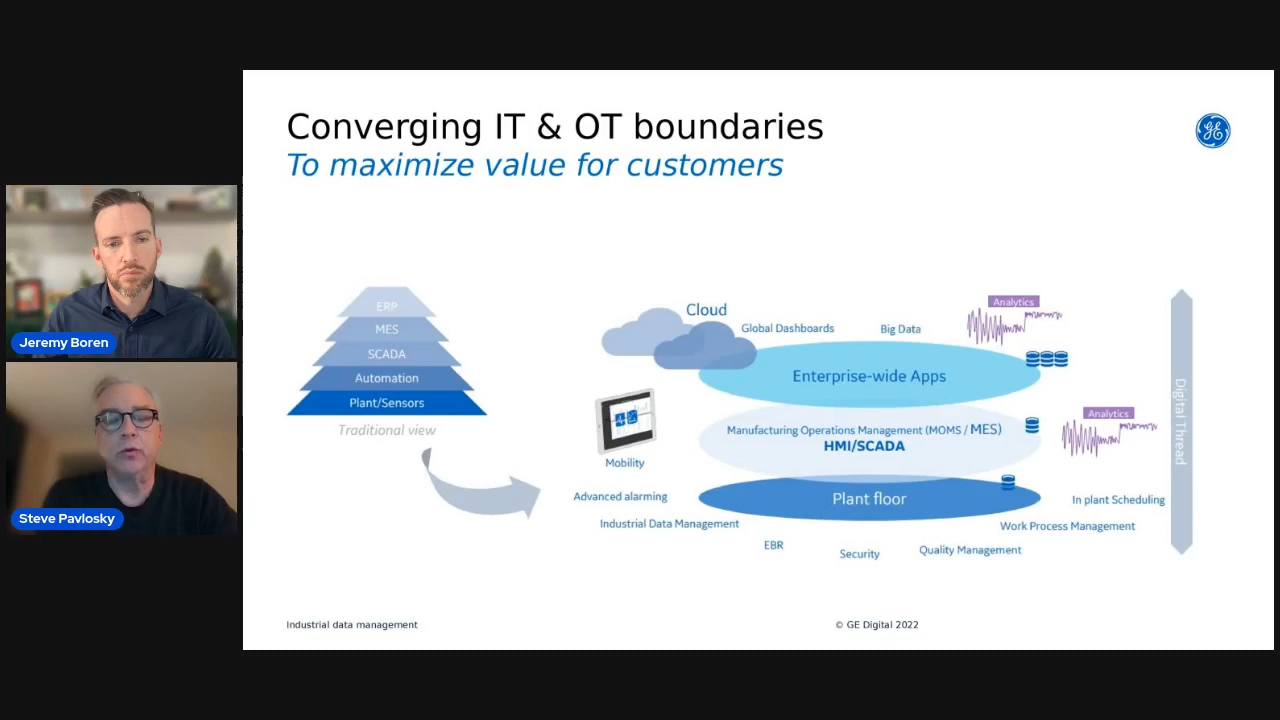 Converging IT & OT boundaries
To maximize value for customers
GE
Jeremy Boren
Steve Pavlosky
ERP
MES
SCADA
Automation
Plant/Sensors
Traditional view
Cloud
Global Dashboards
Big Data
Analytics
Enterprise-wide Apps
Mobility
Manufacturing Operations Management (MOMS / MES)
HMI/SCADA
Analytics
Digital Thread
Plant floor
Advanced alarming
Industrial Data Management
EBR
Security
Quality Management
Work Process Management
In plant Scheduling
Industrial data management
© GE Digital 2022